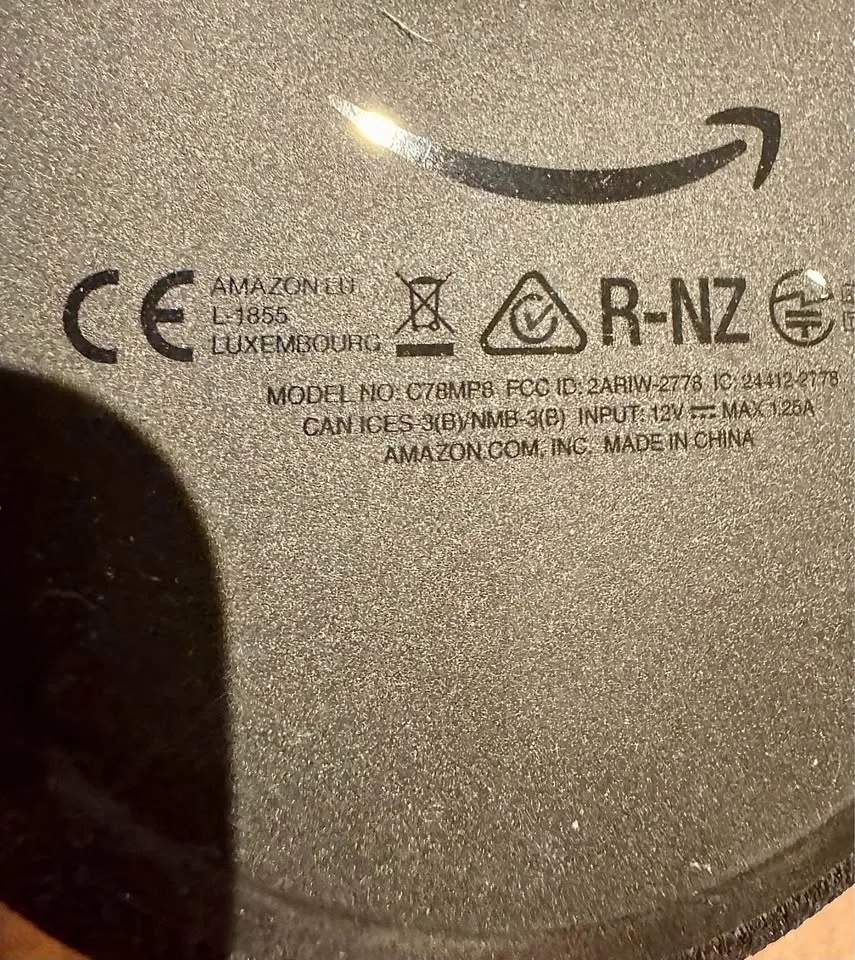 CE AMAZON EU
L-1855
LUXEMBOURG
R-NZ
MODEL NO: C78MP8 FCC ID: 2ARIW-2778 IC: 24412-2778
CAN ICES-3(B)/NMB-3(B) INPUT: 12V MAX 1.25A
AMAZON.COM, INC. MADE IN CHINA